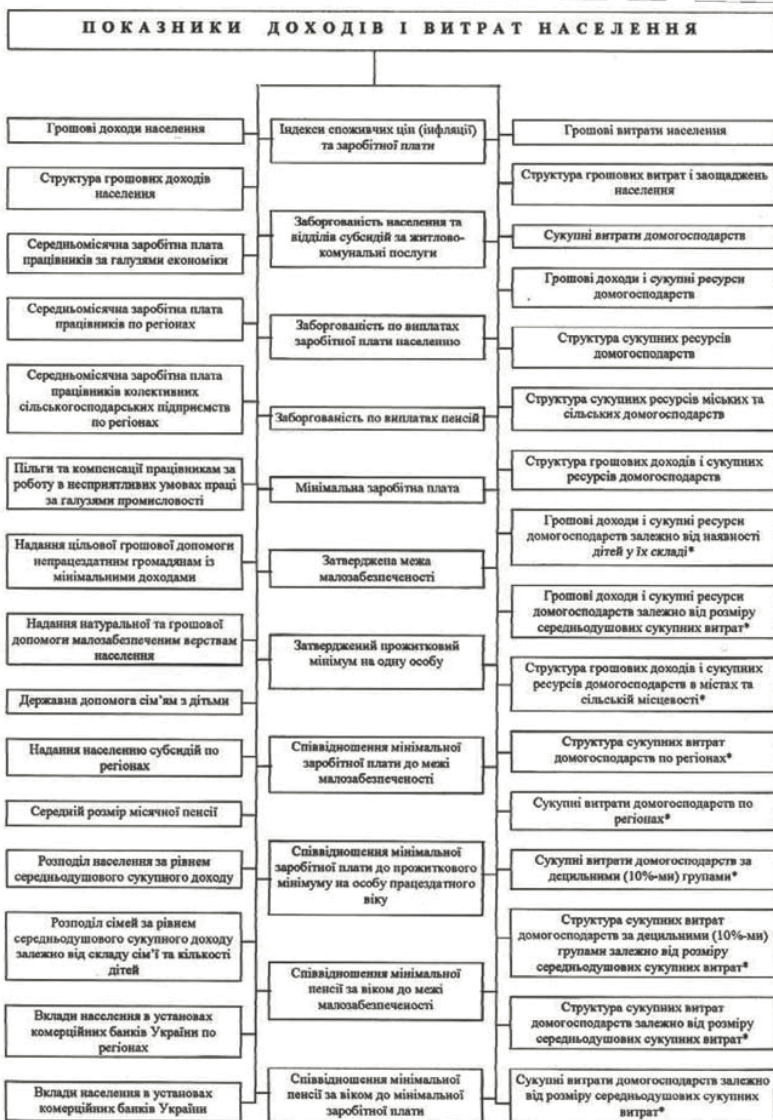 ПОКАЗНИКИ ДОХОДІВ І ВИТРАТ НАСЕЛЕННЯ
Грошові доходи населення
Структура грошових доходів
населення
Середньомісячна заробітна плата
працівників за галузями економіки
Середньомісячна заробітна плата
працівників по регіонах
Середньомісячна заробітна плата
працівників колективних
сільськогосподарських підприємств
по регіонах
Пільги та компенсації працівникам за
роботу в несприятливих умовах праці
за галузями промисловості
Надання цільової грошової допомоги
непрацездатним громадянам із
мінімальними доходами
Надання натуральної та грошової
допомоги малозабезпеченим верствам
населення
Державна допомога сім’ям з дітьми
Надання населенню субсидій по
регіонах
Середній розмір місячної пенсії
Розподіл населення за рівнем
середньодушового сукупного доходу
Розподіл сімей за рівнем
середньодушового сукупного доходу
залежно від складу сім’ї та кількості
дітей
Вклади населення в установах
комерційних банків України по
регіонах
Вклади населення в установах
комерційних банків України
Індекси споживчих цін (інфляції)
та заробітної плати
Заборгованість населення та
відділів субсидій за житлово-
комунальні послуги
Заборгованість по виплатах
заробітної плати населенню
Заборгованість по виплатах пенсій
Мінімальна заробітна плата
Затверджена межа
малозабезпеченості
Затверджений прожитковий
мінімум на одну особу
Співвідношення мінімальної
заробітної плати до межі
малозабезпеченості
Співвідношення мінімальної
заробітної плати до прожиткового
мінімуму на особу працездатного
віку
Співвідношення мінімальної
пенсії за віком до межі
малозабезпеченості
Співвідношення мінімальної
пенсії за віком до мінімальної
заробітної плати
Грошові витрати населення
Структура грошових витрат і заощаджень
населення
Сукупні витрати домогосподарств
Грошові доходи і сукупні ресурси
домогосподарств
Структура сукупних ресурсів
домогосподарств
Структура сукупних ресурсів міських та
сільських домогосподарств
Структура грошових доходів і сукупних
ресурсів домогосподарств
Грошові доходи і сукупні ресурси
домогосподарств залежно від наявності
дітей у їх складі*
Грошові доходи і сукупні ресурси
домогосподарств залежно від розміру
середньодушових сукупних витрат*
Структура грошових доходів і сукупних
ресурсів домогосподарств в містах та
сільській місцевості*
Структура сукупних витрат
домогосподарств по регіонах*
Сукупні витрати домогосподарств по
регіонах*
Сукупні витрати домогосподарств за
децильними (10%-ми) групами*
Структура сукупних витрат
домогосподарств за децильними (10%-ми)
групами залежно від розміру
середньодушових сукупних витрат*
Структура сукупних витрат
домогосподарств залежно від розміру
середньодушових сукупних витрат*
Сукупні витрати домогосподарств залежно
від розміру середньодушових сукупних
витрат*